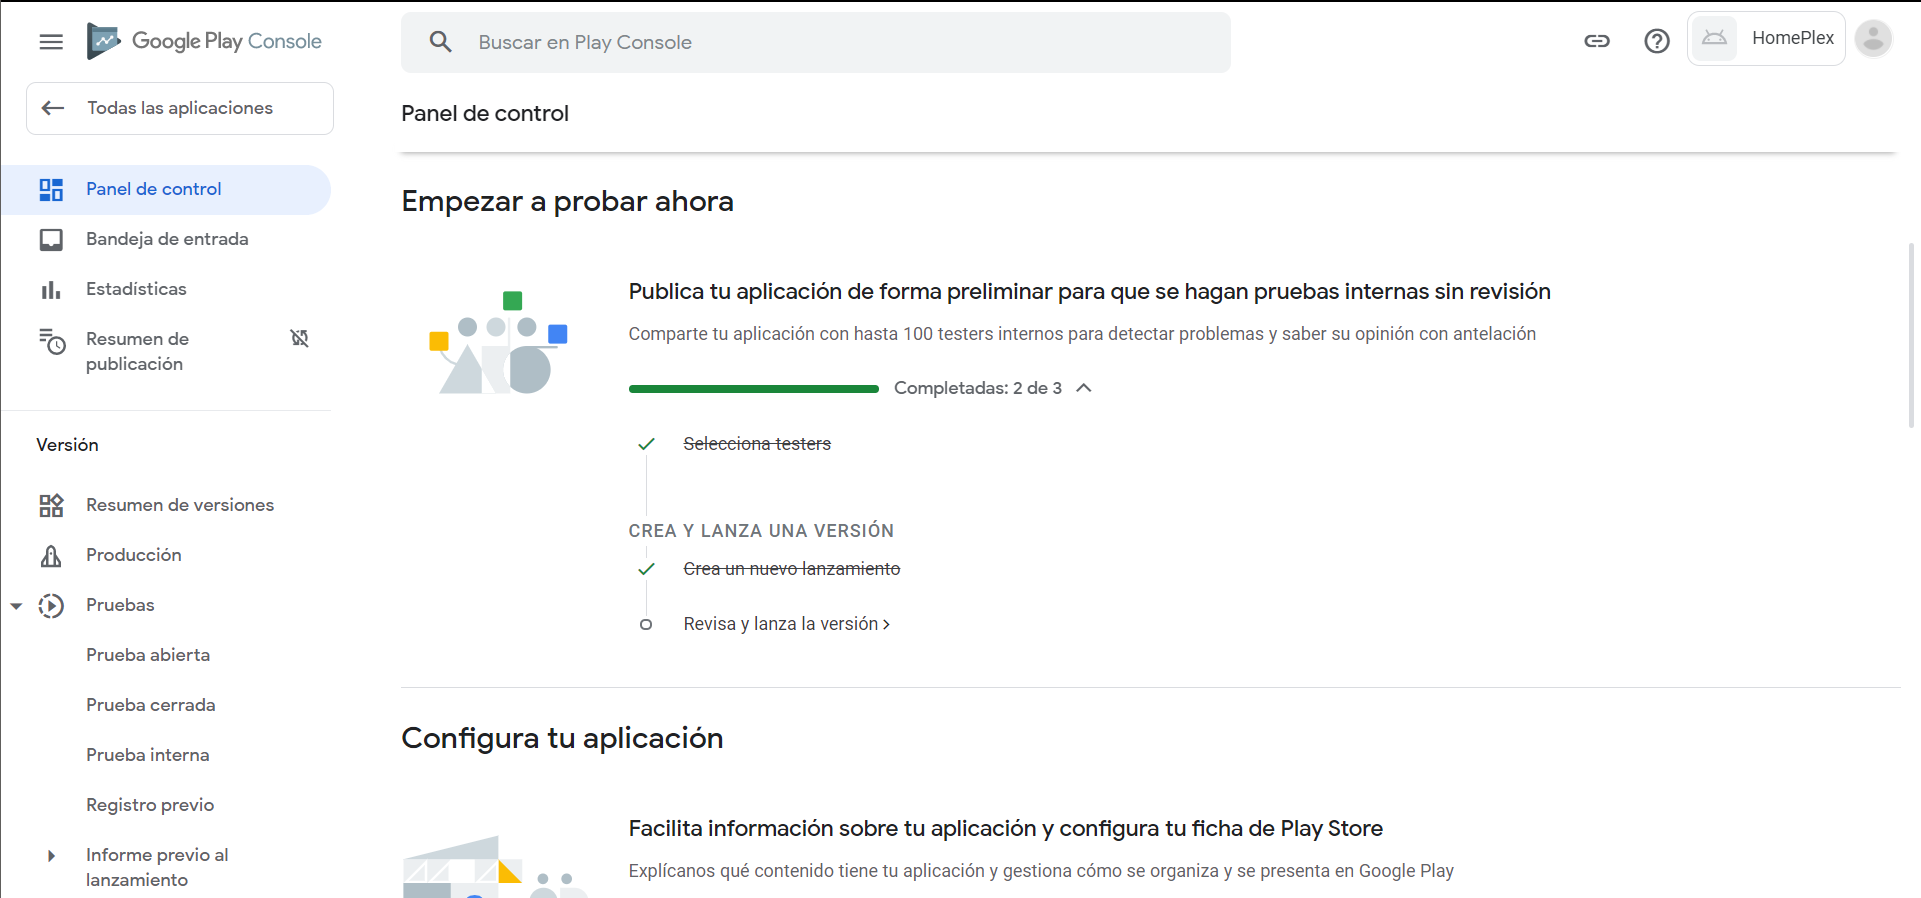 Google Play Console
Buscar en Play Console
HomePlex
Todas las aplicaciones
Panel de control
Bandeja de entrada
Estadísticas
Resumen de
publicación
Versión
Resumen de versiones
Producción
Pruebas
Prueba abierta
Prueba cerrada
Prueba interna
Registro previo
Informe previo al
lanzamiento
Panel de control
Empezar a probar ahora
Publica tu aplicación de forma preliminar para que se hagan pruebas internas sin revisión
Comparte tu aplicación con hasta 100 testers internos para detectar problemas y saber su opinión con antelación
Completadas: 2 de 3
Selecciona testers
CREA Y LANZA UNA VERSIÓN
Crea un nuevo lanzamiento
Revisa y lanza la versión
Configura tu aplicación
Facilita información sobre tu aplicación y configura tu ficha de Play Store
Explícanos qué contenido tiene tu aplicación y gestiona cómo se organiza y se presenta en Google Play